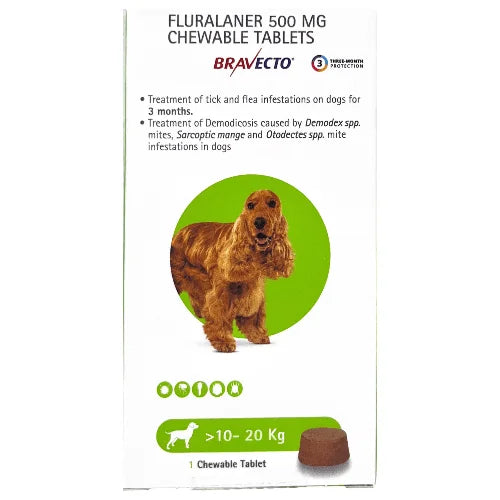 FLURALANER 500 MG
CHEWABLE TABLETS
BRAVECTO®
3 THREE-MONTH
PROTECTION
• Treatment of tick and flea infestations on dogs for
3 months.
• Treatment of Demodicosis caused by Demodex spp.
mites, Sarcoptic mange and Otodectes spp. mite
infestations in dogs
>10- 20 Kg
1 Chewable Tablet